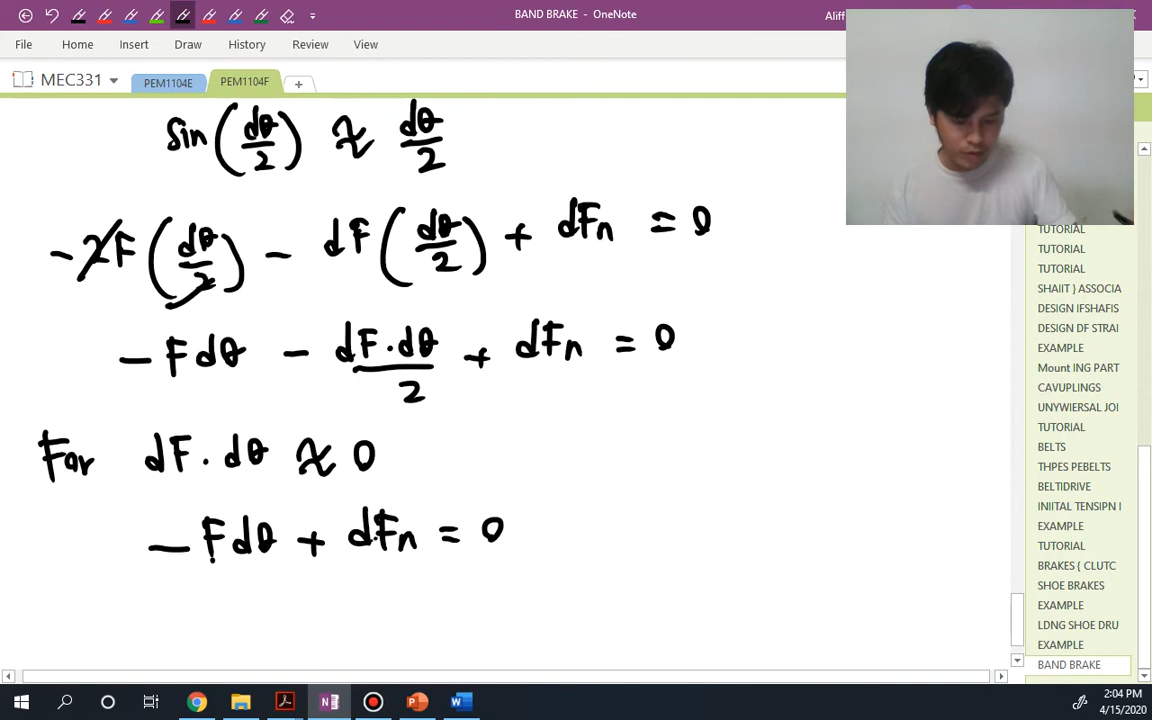 BAND BRAKE - OneNote
Aliff
File Home Insert Draw History Review View
MEC331
PEM1104E
PEM1104F
sin (dθ/2) ≈ dθ/2
- 2F (dθ/2) - dF (dθ/2) + dFn = 0
- Fdθ - dF·dθ/2 + dFn = 0
For dF·dθ ≈ 0
- Fdθ + dFn = 0
TUTORIAL
TUTORIAL
TUTORIAL
SHAIIT } ASSOCIA
DESIGN IFSHAFIS
DESIGN DF STRAI
EXAMPLE
Mount ING PART
CAVUPLINGS
UNYWIERSAL JOI
TUTORIAL
BELTS
THPES PEBELTS
BELTIDRIVE
INIITAL TENSIPN I
EXAMPLE
TUTORIAL
BRAKES { CLUTC
SHOE BRAKES
EXAMPLE
LDNG SHOE DRU
EXAMPLE
BAND BRAKE
2:04 PM
4/15/2020